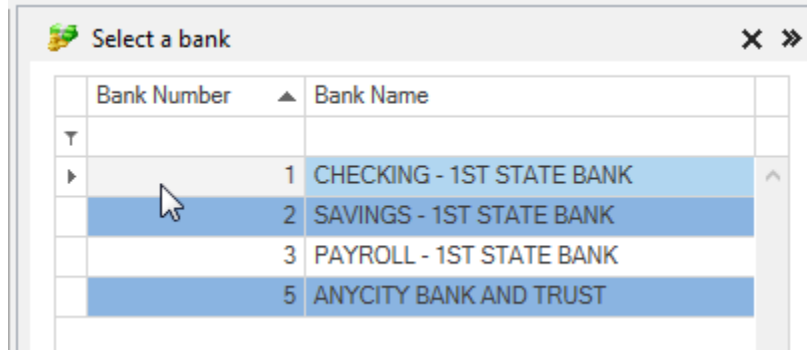 Select a bank
Bank Number Bank Name
1 CHECKING - 1ST STATE BANK
2 SAVINGS - 1ST STATE BANK
3 PAYROLL - 1ST STATE BANK
5 ANYCITY BANK AND TRUST